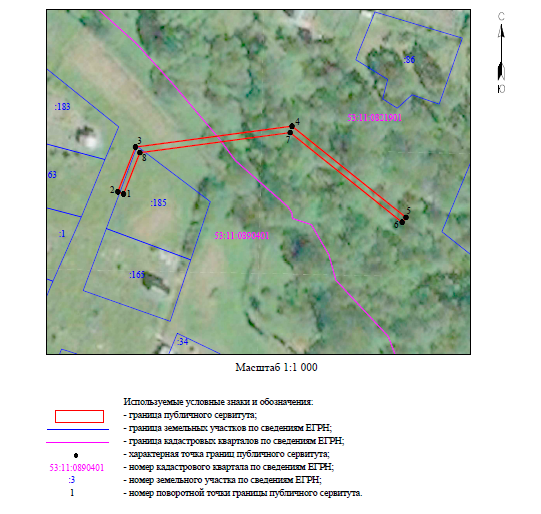 С
:86
:183
4
53:11:0821901
7
3
8
:63
2
1
:185
5
6
:1
53:11:0890401
:165
:34
Ю
Масштаб 1:1 000
Используемые условные знаки и обозначения:
- граница публичного сервитута;
- граница земельных участков по сведениям ЕГРН;
- граница кадастровых кварталов по сведениям ЕГРН;
- характерная точка границ публичного сервитута;
53:11:0890401 - номер кадастрового квартала по сведениям ЕГРН;
:3 - номер земельного участка по сведениям ЕГРН;
1 - номер поворотной точки границы публичного сервитута.